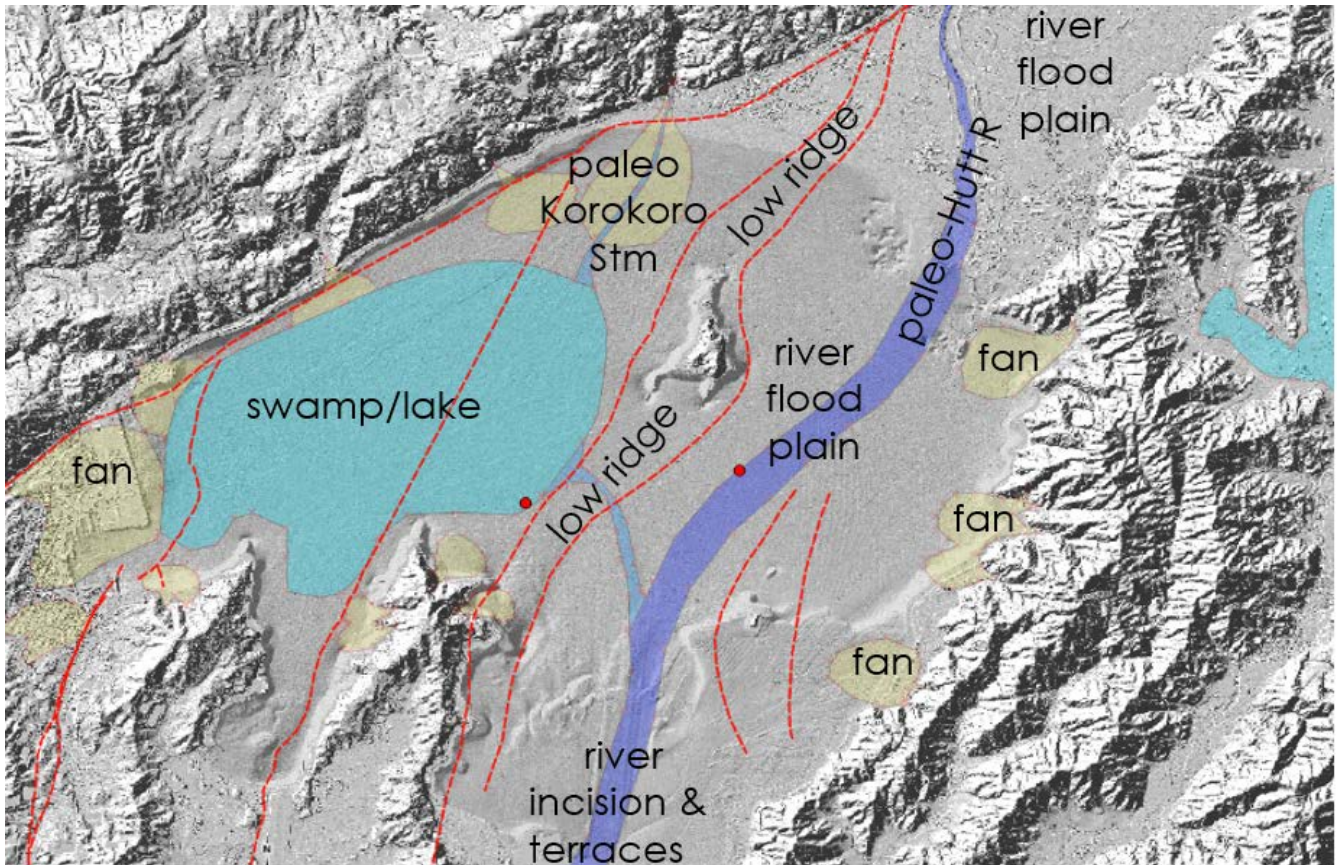 river
flood
plain
paleo
Korokoro
Stm
low ridge
paleo-Hutt R
swamp/lake
river
flood
plain
fan
fan
low ridge
fan
fan
river
incision &
terraces